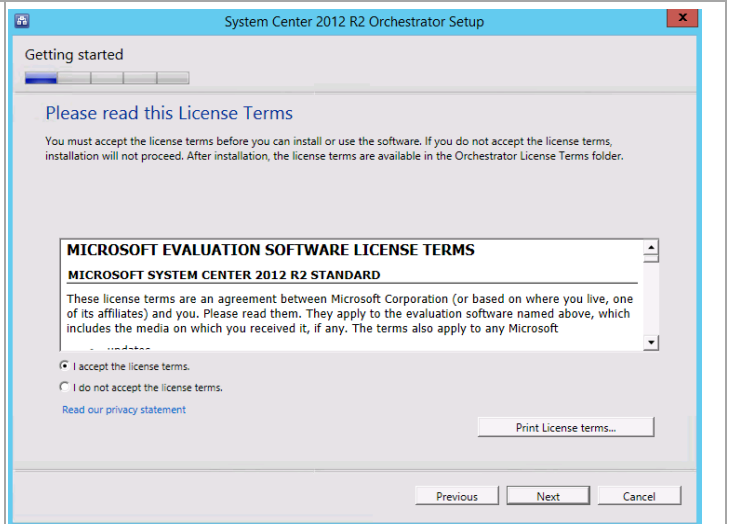 System Center 2012 R2 Orchestrator Setup
x
Getting started
Please read this License Terms
You must accept the license terms before you can install or use the software. If you do not accept the license terms,
installation will not proceed. After installation, the license terms are available in the Orchestrator License Terms folder.
MICROSOFT EVALUATION SOFTWARE LICENSE TERMS
MICROSOFT SYSTEM CENTER 2012 R2 STANDARD
These license terms are an agreement between Microsoft Corporation (or based on where you live, one
of its affiliates) and you. Please read them. They apply to the evaluation software named above, which
includes the media on which you received it, if any. The terms also apply to any Microsoft
updates
I accept the license terms.
I do not accept the license terms.
Read our privacy statement
Print License terms...
Previous Next Cancel